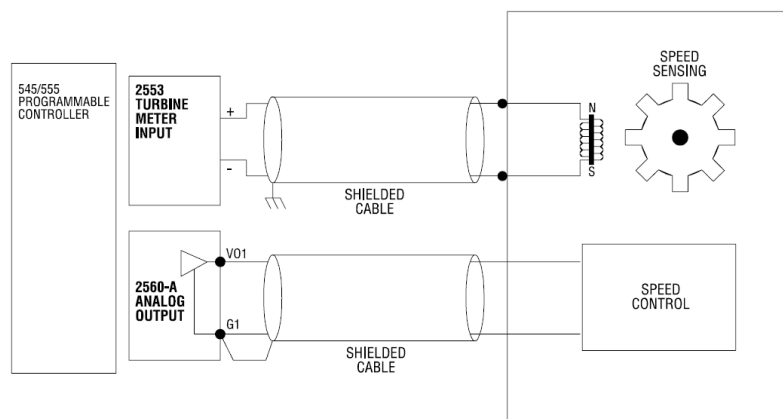 545/555
PROGRAMMABLE
CONTROLLER
2553
TURBINE
METER
INPUT
+
-
SHIELDED
CABLE
N
S
SPEED
SENSING
2560-A
ANALOG
OUTPUT
VO1
G1
SHIELDED
CABLE
SPEED
CONTROL